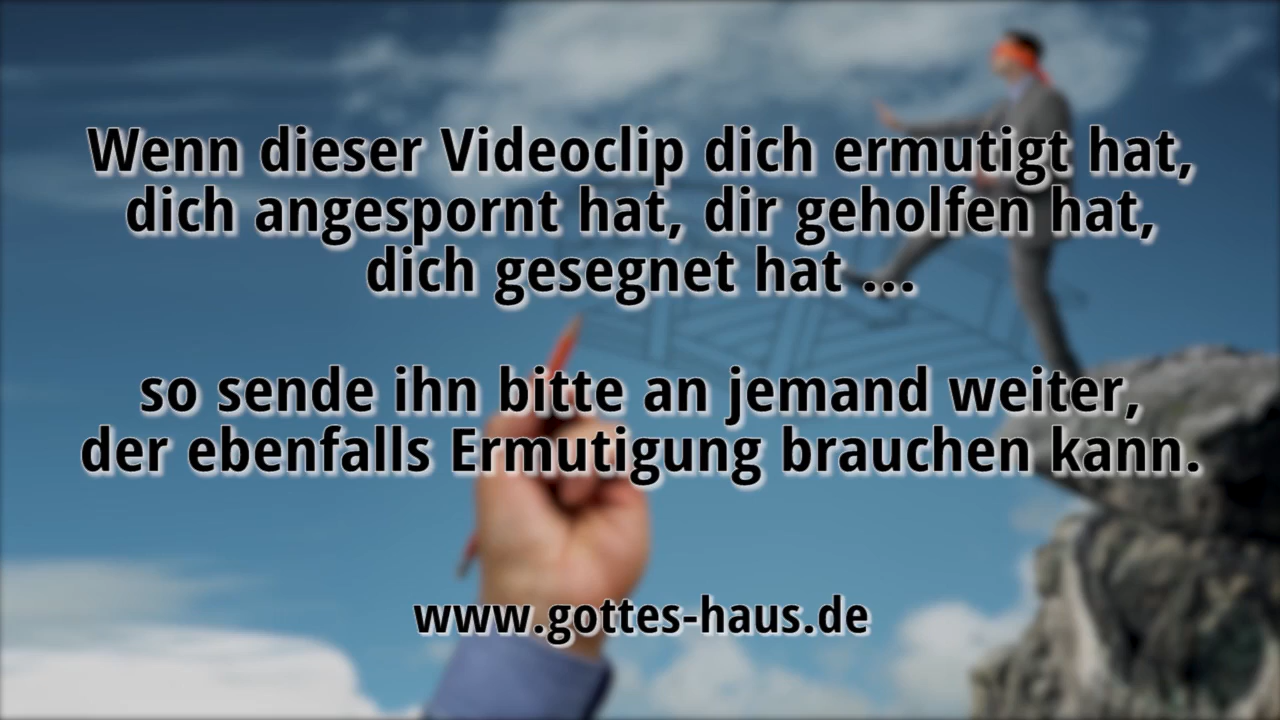 Wenn dieser Videoclip dich ermutigt hat,
dich angespornt hat, dir geholfen hat,
dich gesegnet hat ...
so sende ihn bitte an jemand weiter,
der ebenfalls Ermutigung brauchen kann.
www.gottes-haus.de